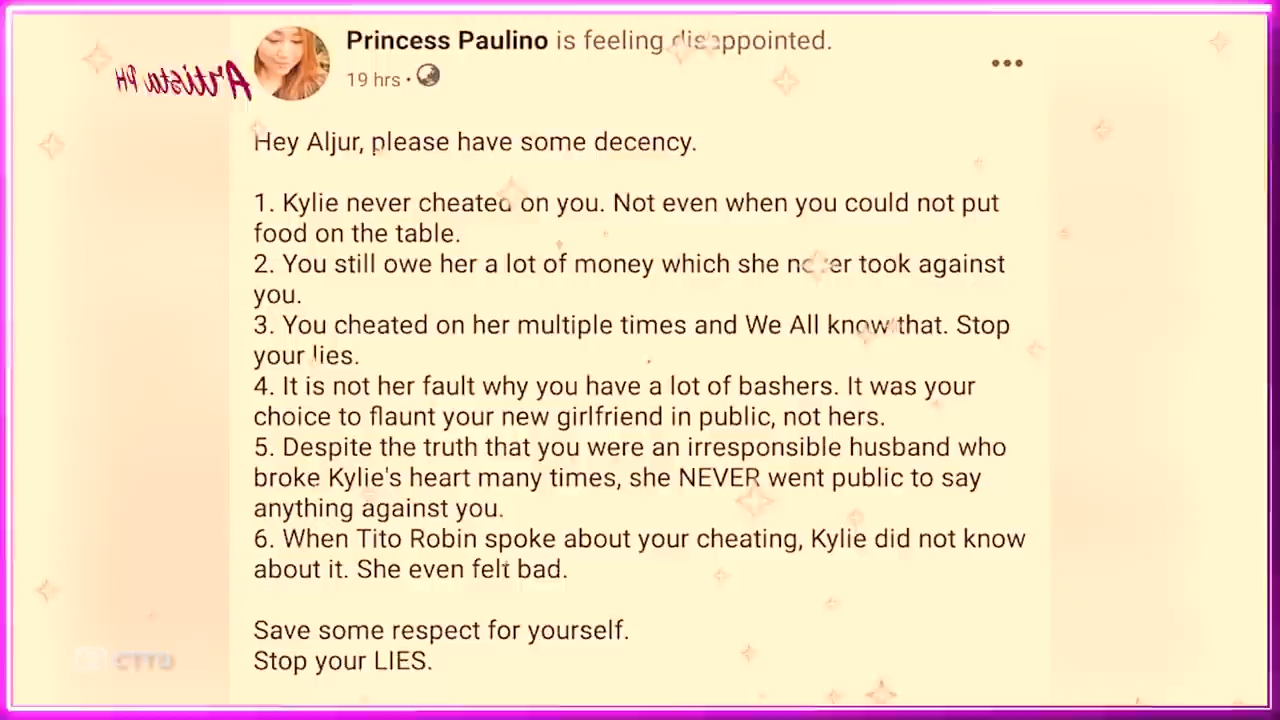 Princess Paulino is feeling disappointed.
19 hrs
Artista PH
Hey Aljur, please have some decency.
1. Kylie never cheated on you. Not even when you could not put
food on the table.
2. You still owe her a lot of money which she never took against
you.
3. You cheated on her multiple times and We All know that. Stop
your lies.
4. It is not her fault why you have a lot of bashers. It was your
choice to flaunt your new girlfriend in public, not hers.
5. Despite the truth that you were an irresponsible husband who
broke Kylie's heart many times, she NEVER went public to say
anything against you.
6. When Tito Robin spoke about your cheating, Kylie did not know
about it. She even felt bad.
Save some respect for yourself.
Stop your LIES.